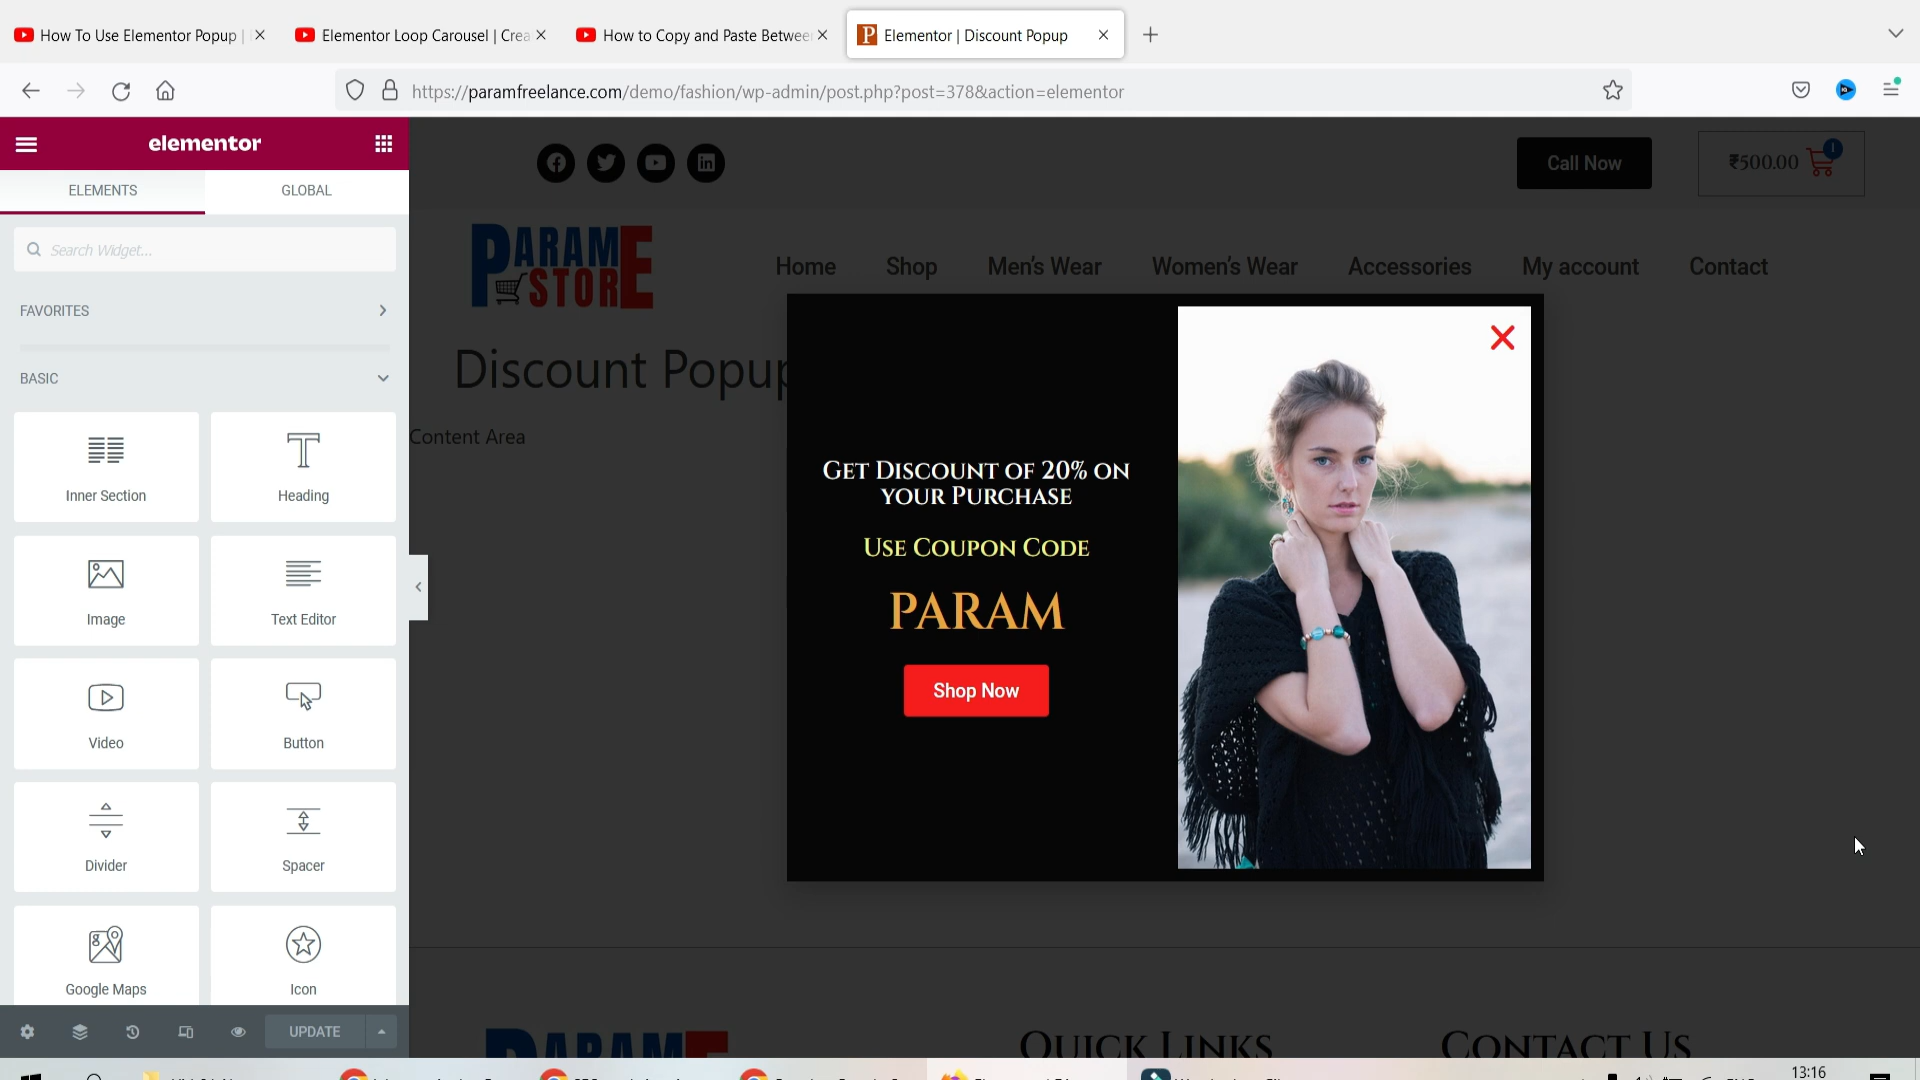 How To Use Elementor Popup |
Elementor Loop Carousel | Crea
How to Copy and Paste Betwee
P Elementor | Discount Popup
https://paramfreelance.com/demo/fashion/wp-admin/post.php?post=378&action=elementor
elementor
ELEMENTS
GLOBAL
Search Widget...
FAVORITES
BASIC
Inner Section
Heading
Image
Text Editor
Video
Button
Divider
Spacer
Google Maps
Icon
UPDATE
Call Now
₹500.00
1
PARAM
STORE
Home
Shop
Men's Wear
Women's Wear
Accessories
My account
Contact
Discount Popup
Content Area
Get Discount of 20% on
your Purchase
Use Coupon Code
PARAM
Shop Now
Quick Links
Contact Us
13:16